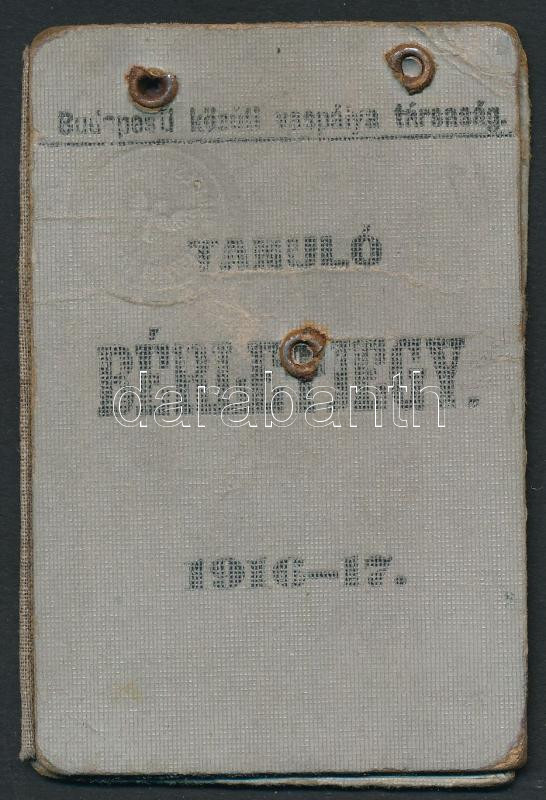 Budapesti közúti vaspálya társaság.
TANULÓ
BÉRLETJEGY.
darabanth
1916–17.